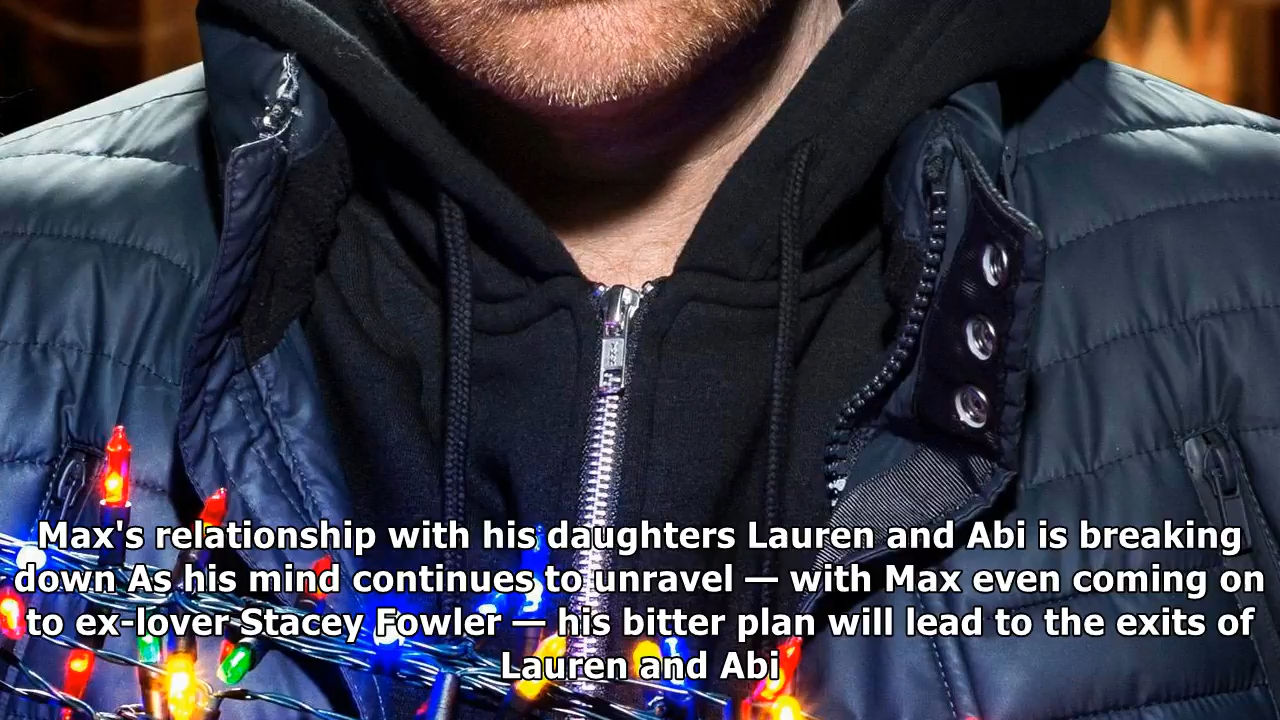 Max's relationship with his daughters Lauren and Abi is breaking
down As his mind continues to unravel — with Max even coming on
to ex-lover Stacey Fowler — his bitter plan will lead to the exits of
Lauren and Abi